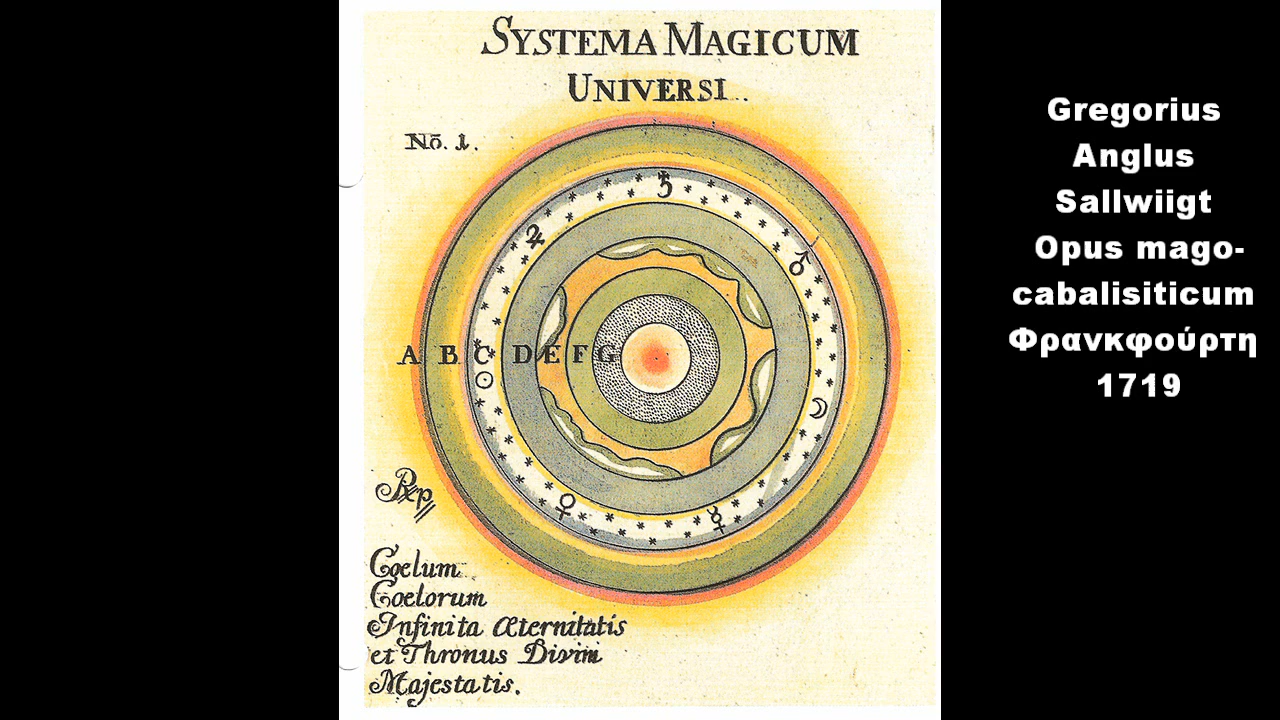 SYSTEMA MAGICUM
UNIVERSI..
No. 1.
A B C D E F G
Coelum
Coelorum
Infinita Æternitatis
et Thronus Divini
Majestatis.
Gregorius
Anglus
Sallwiigt
Opus mago-
cabalisiticum
Φρανκφούρτη
1719